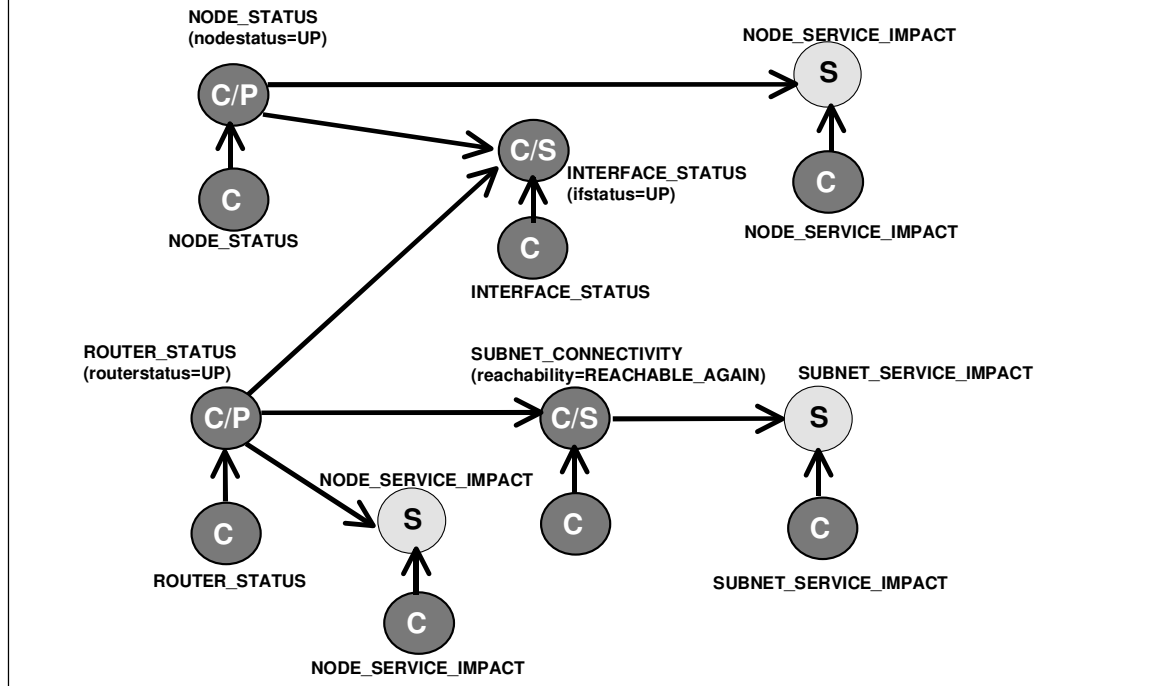 NODE_STATUS
(nodestatus=UP)
NODE_SERVICE_IMPACT
S
C/P
C/S
INTERFACE_STATUS
(ifstatus=UP)
C
NODE_STATUS
C
NODE_SERVICE_IMPACT
C
INTERFACE_STATUS
ROUTER_STATUS
(routerstatus=UP)
SUBNET_CONNECTIVITY
(reachability=REACHABLE_AGAIN)
SUBNET_SERVICE_IMPACT
C/P
C/S
S
NODE_SERVICE_IMPACT
S
C
ROUTER_STATUS
C
C
SUBNET_SERVICE_IMPACT
C
NODE_SERVICE_IMPACT